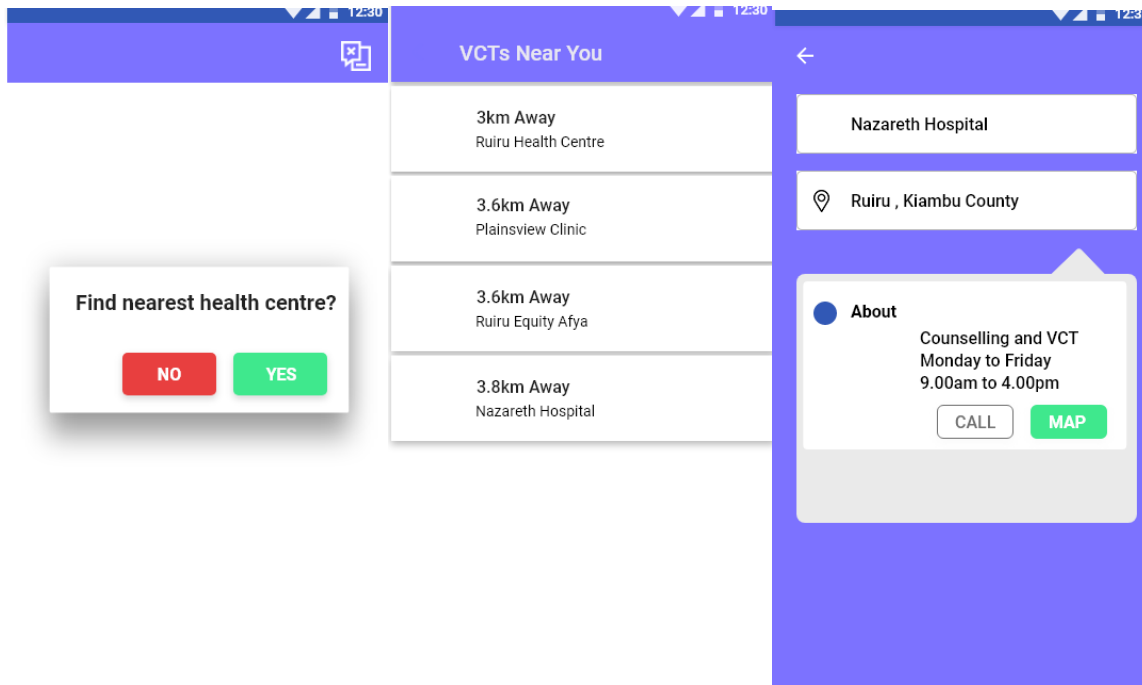 12:30
Find nearest health centre?
NO
YES
12:30
VCTs Near You
3km Away
Ruiru Health Centre
3.6km Away
Plainsview Clinic
3.6km Away
Ruiru Equity Afya
3.8km Away
Nazareth Hospital
12:3
Nazareth Hospital
Ruiru , Kiambu County
About
Counselling and VCT
Monday to Friday
9.00am to 4.00pm
CALL
MAP